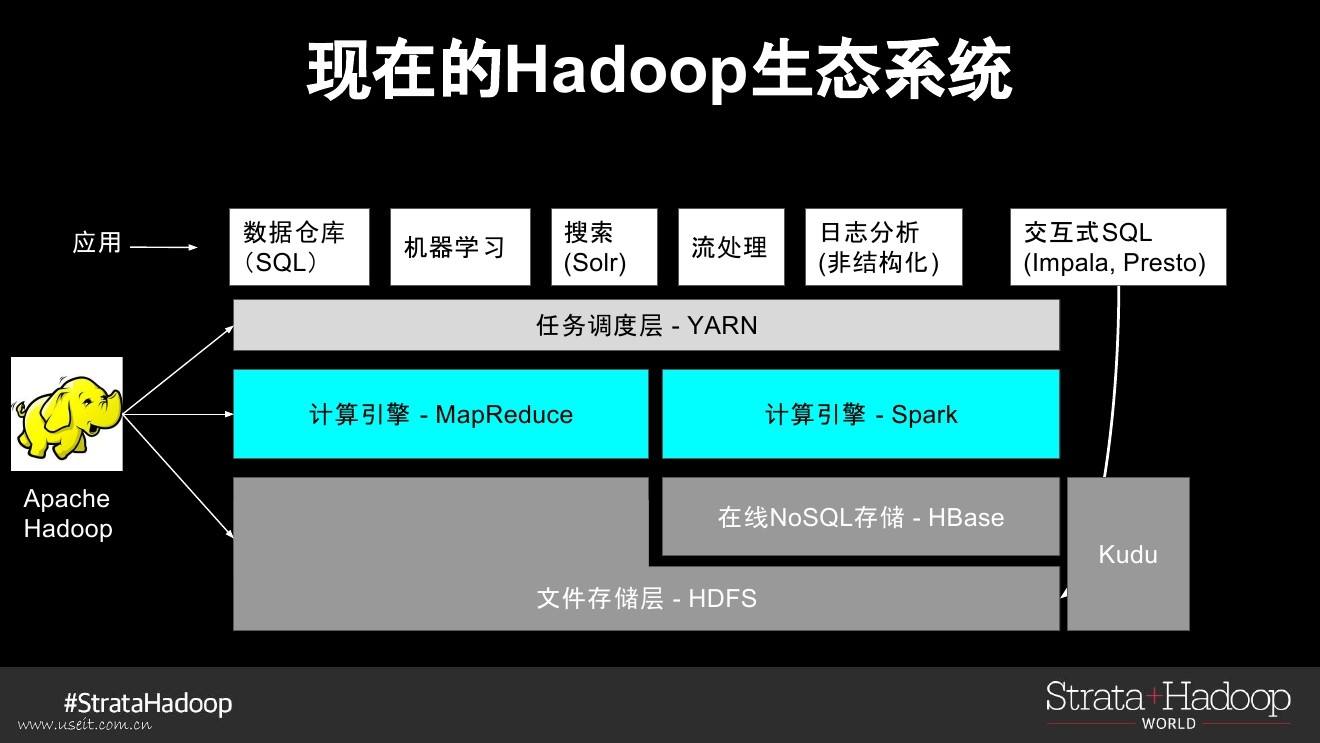 现在的Hadoop生态系统
应用
数据仓库
（SQL）
机器学习
搜索
(Solr)
流处理
日志分析
(非结构化)
交互式SQL
(Impala, Presto)
任务调度层 - YARN
计算引擎 - MapReduce
计算引擎 - Spark
Apache
Hadoop
在线NoSQL存储 - HBase
Kudu
文件存储层 - HDFS
#StrataHadoop
www.useit.com.cn
Strata+Hadoop
WORLD